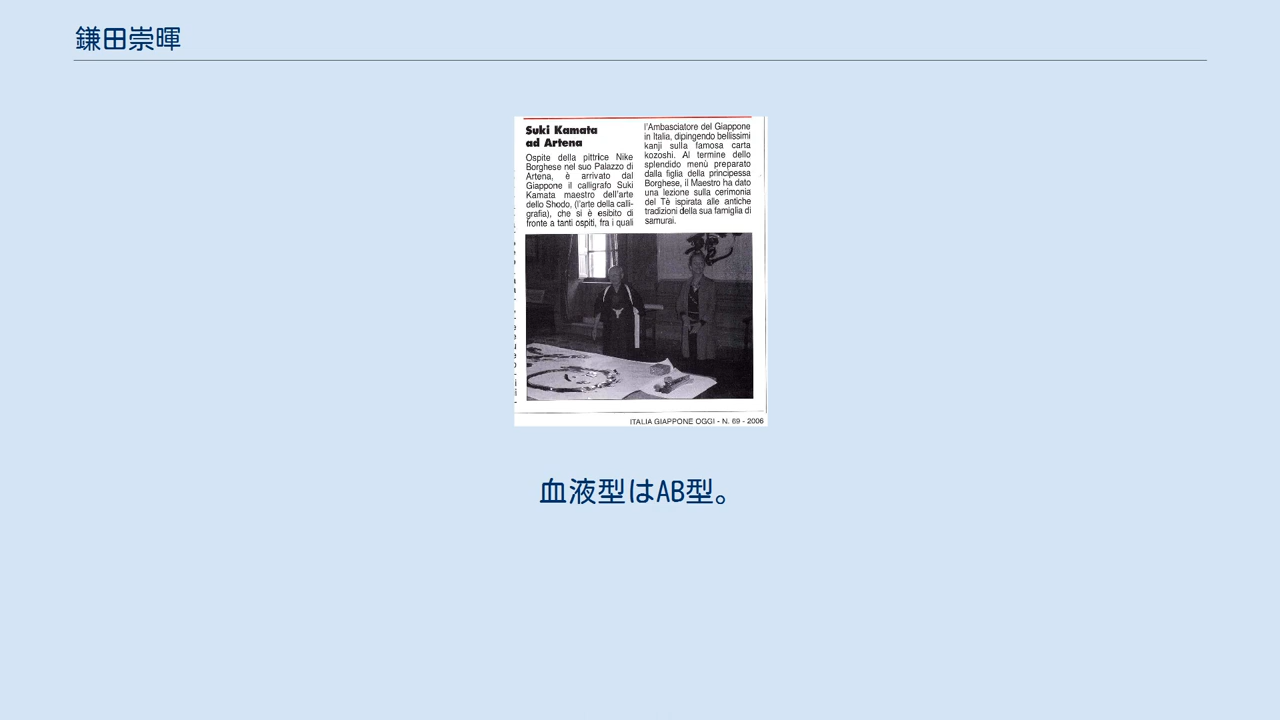 鎌田崇暉
Suki Kamata
ad Artena
Ospite della pittrice Nike
Borghese nel suo Palazzo di
Artena, è arrivato dal
Giappone il calligrafo Suki
Kamata maestro dell'arte
dello Shodo, (l'arte della calli-
grafia), che si è esibito di
fronte a tanti ospiti, fra i quali
l'Ambasciatore del Giappone
in Italia, dipingendo bellissimi
kanji sulla famosa carta
kozoshi. Al termine dello
splendido menù preparato
dalla figlia della principessa
Borghese, il Maestro ha dato
una lezione sulla cerimonia
del Tè ispirata alle antiche
tradizioni della sua famiglia di
samurai.
ITALIA GIAPPONE OGGI - N. 69 - 2006
血液型はAB型。